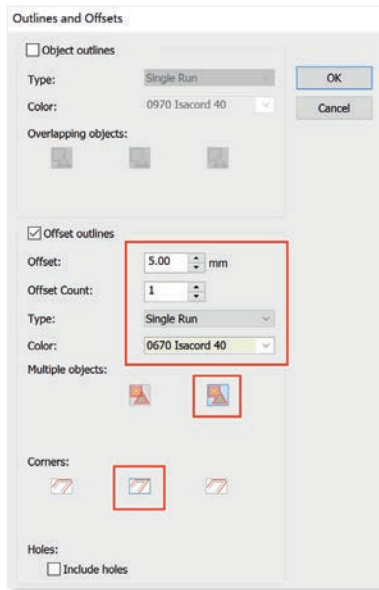 Outlines and Offsets
Object outlines
Type: Single Run
OK
Color: 0970 Isacord 40
Cancel
Overlapping objects:
Offset outlines
Offset: 5.00 mm
Offset Count: 1
Type: Single Run
Color: 0670 Isacord 40
Multiple objects:
Corners:
Holes:
Include holes